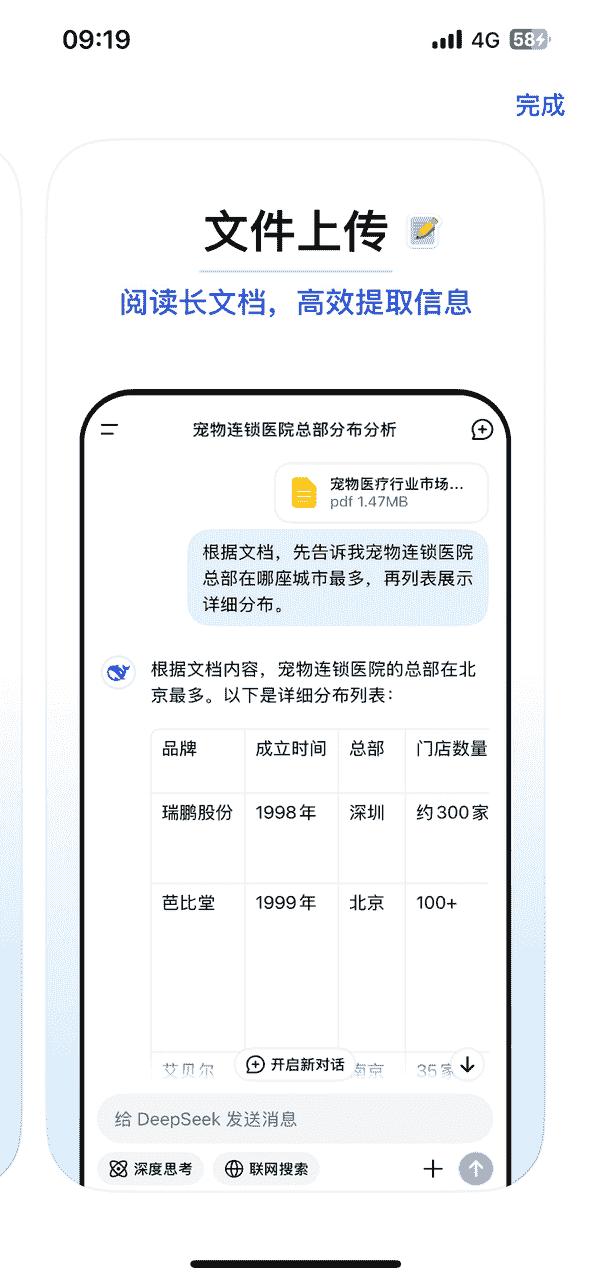 09:19
4G
58
完成
文件上传
阅读长文档，高效提取信息
宠物连锁医院总部分布分析
宠物医疗行业市场...
pdf 1.47MB
根据文档，先告诉我宠物连锁医院
总部在哪座城市最多，再列表展示
详细分布。
根据文档内容，宠物连锁医院的总部在北
京最多。以下是详细分布列表：
品牌 成立时间 总部 门店数量
瑞鹏股份 1998年 深圳 约300家
芭比堂 1999年 北京 100+
艾贝尔 南京 35家
开启新对话
给 DeepSeek 发送消息
深度思考 联网搜索